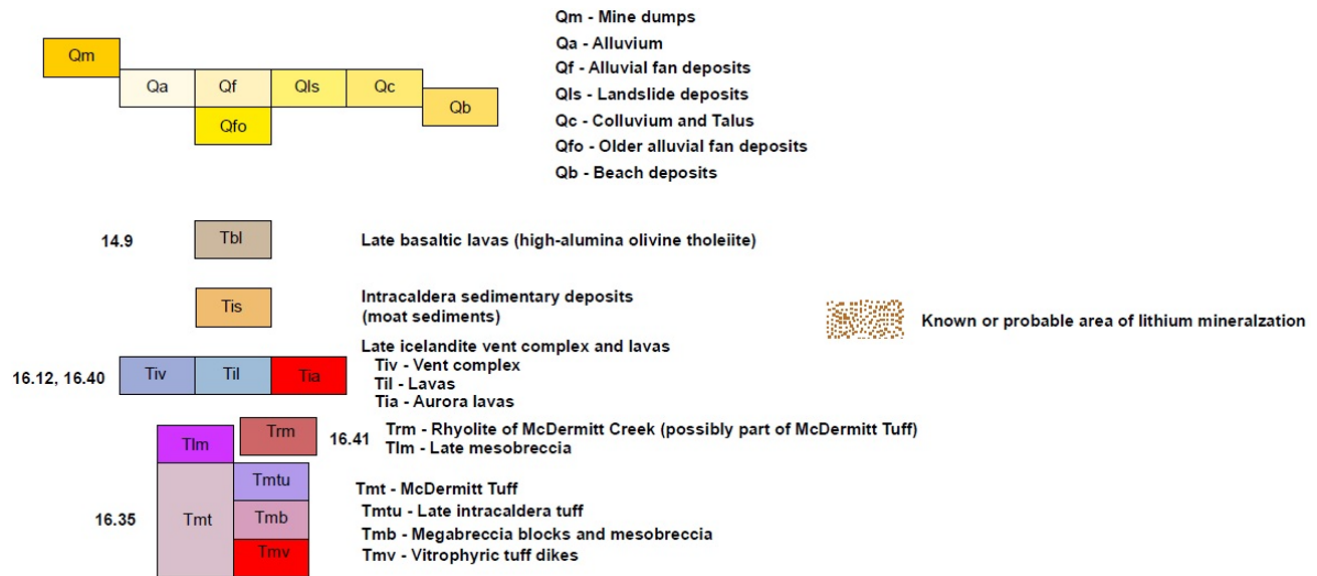 Qm - Mine dumps
Qm
Qa - Alluvium
Qa
Qf
Qls
Qc
Qf - Alluvial fan deposits
Qls - Landslide deposits
Qb
Qc - Colluvium and Talus
Qfo
Qfo - Older alluvial fan deposits
Qb - Beach deposits
14.9
Tbl
Late basaltic lavas (high-alumina olivine tholeiite)
Tis
Intracaldera sedimentary deposits
(moat sediments)
Known or probable area of lithium mineralzation
Late icelandite vent complex and lavas
16.12, 16.40
Tiv
Til
Tia
Tiv - Vent complex
Til - Lavas
Tia - Aurora lavas
Tlm
Trm
16.41
Trm - Rhyolite of McDermitt Creek (possibly part of McDermitt Tuff)
Tlm - Late mesobreccia
16.35
Tmt
Tmtu
Tmb
Tmv
Tmt - McDermitt Tuff
Tmtu - Late intracaldera tuff
Tmb - Megabreccia blocks and mesobreccia
Tmv - Vitrophyric tuff dikes